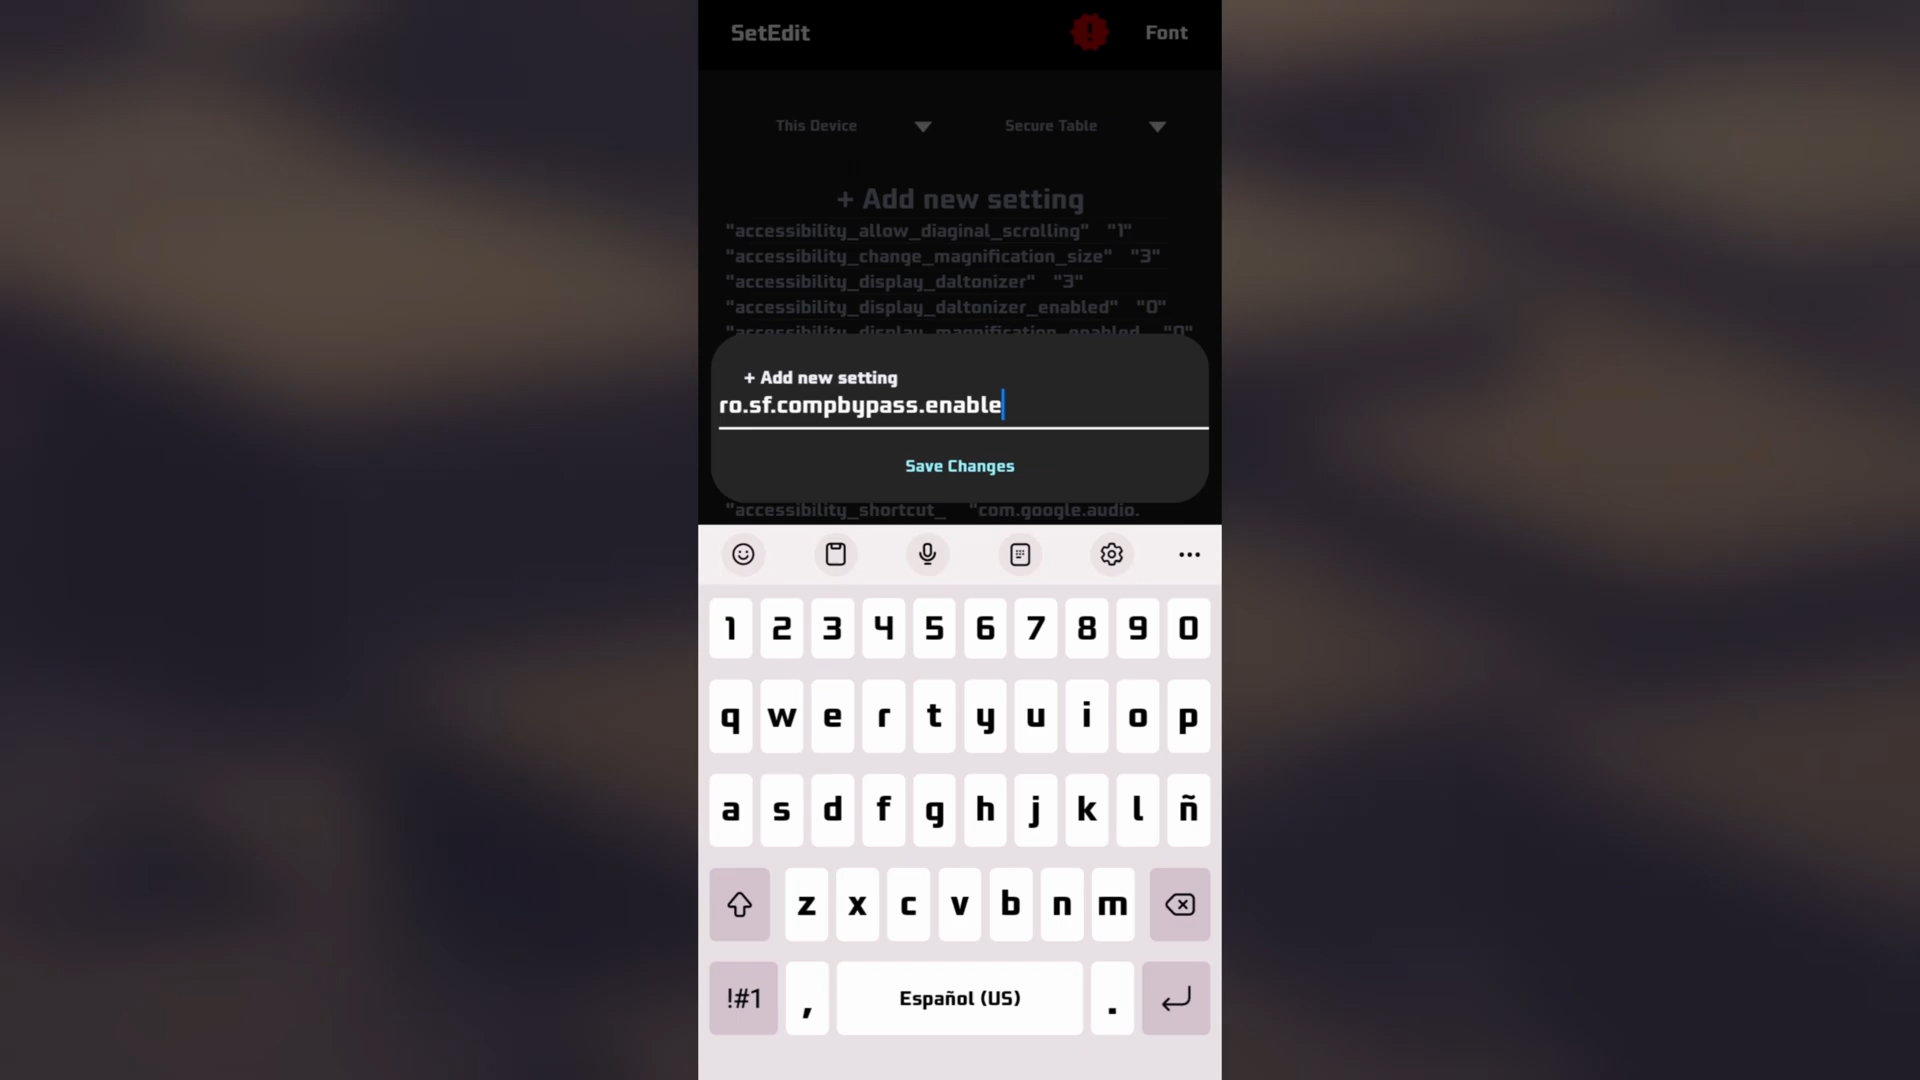 SetEdit ! Font
This Device Secure Table
+ Add new setting
"accessibility_allow_diaginal_scrolling" "1"
"accessibility_change_magnification_size" "3"
"accessibility_display_daltonizer" "3"
"accessibility_display_daltonizer_enabled" "0"
"accessibility_display_magnification_enabled "0"
+ Add new setting
ro.sf.compbypass.enable
Save Changes
"accessibility_shortcut_ "com.google.audio.
1 2 3 4 5 6 7 8 9 0
q w e r t y u i o p
a s d f g h j k l ñ
z x c v b n m
!#1 , Español (US) .